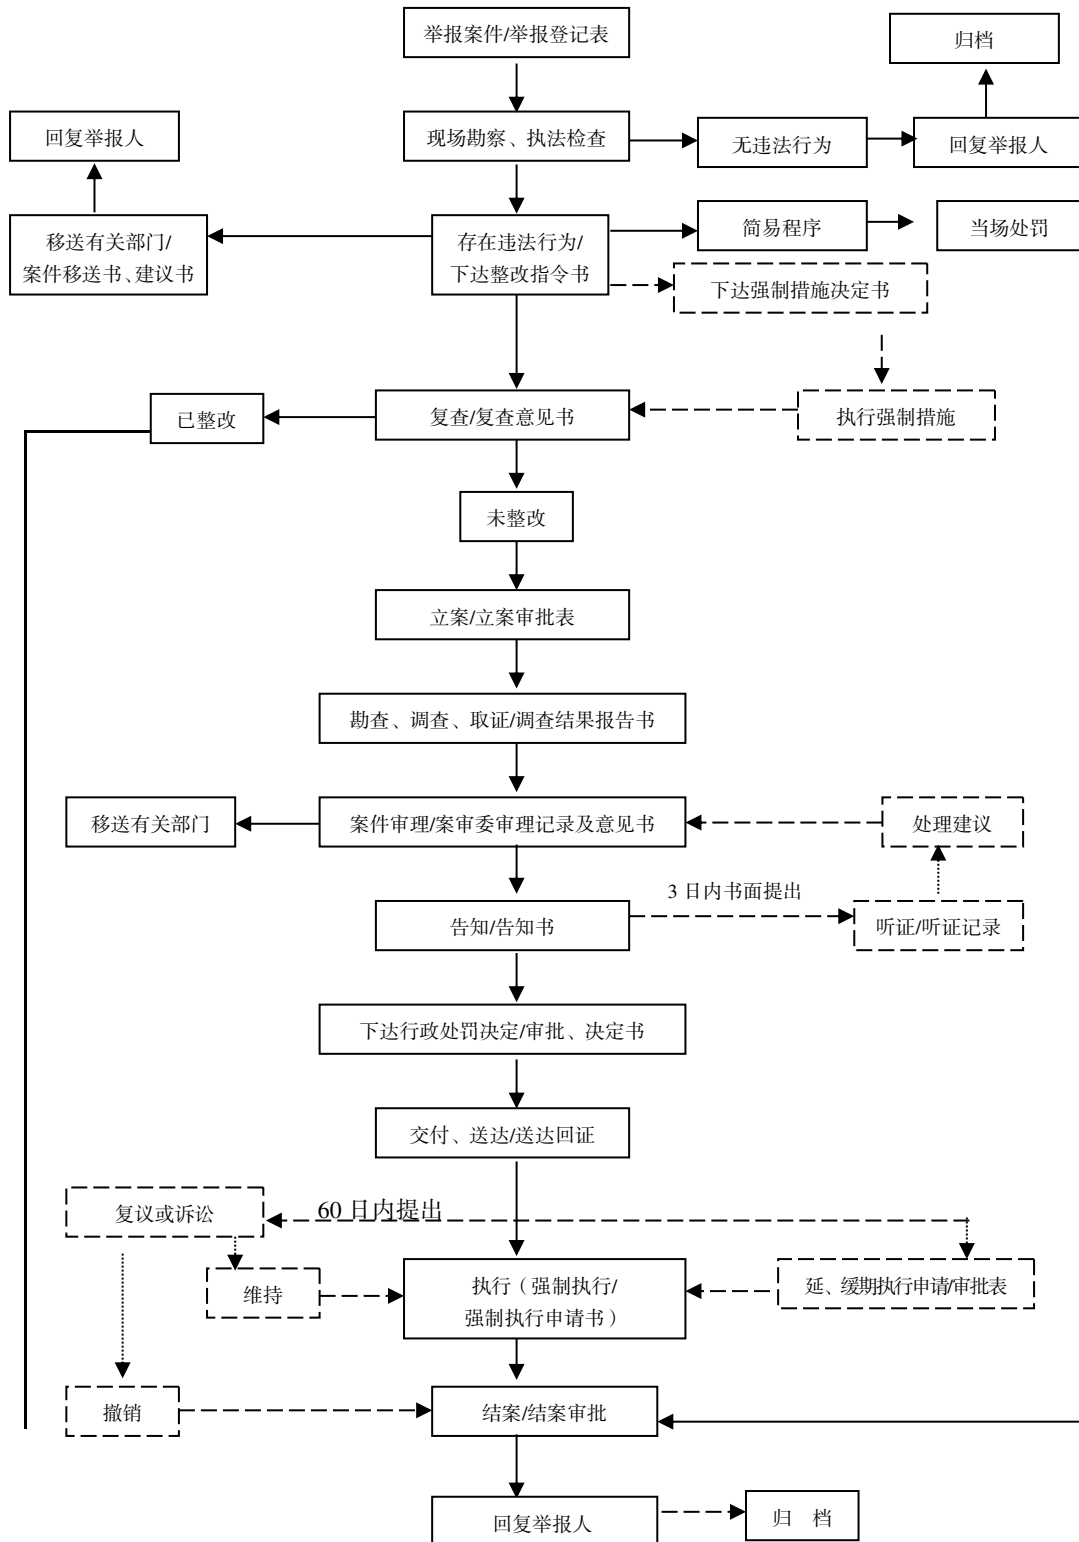 举报案件/举报登记表
归档
回复举报人
现场勘察、执法检查
无违法行为
回复举报人
移送有关部门/
案件移送书、建议书
存在违法行为/
下达整改指令书
简易程序
当场处罚
下达强制措施决定书
已整改
复查/复查意见书
执行强制措施
未整改
立案/立案审批表
勘查、调查、取证/调查结果报告书
移送有关部门
案件审理/案审委审理记录及意见书
处理建议
3 日内书面提出
告知/告知书
听证/听证记录
下达行政处罚决定/审批、决定书
交付、送达/送达回证
复议或诉讼
60 日内提出
维持
执行（强制执行/
强制执行申请书）
延、缓期执行申请/审批表
撤销
结案/结案审批
回复举报人
归 档